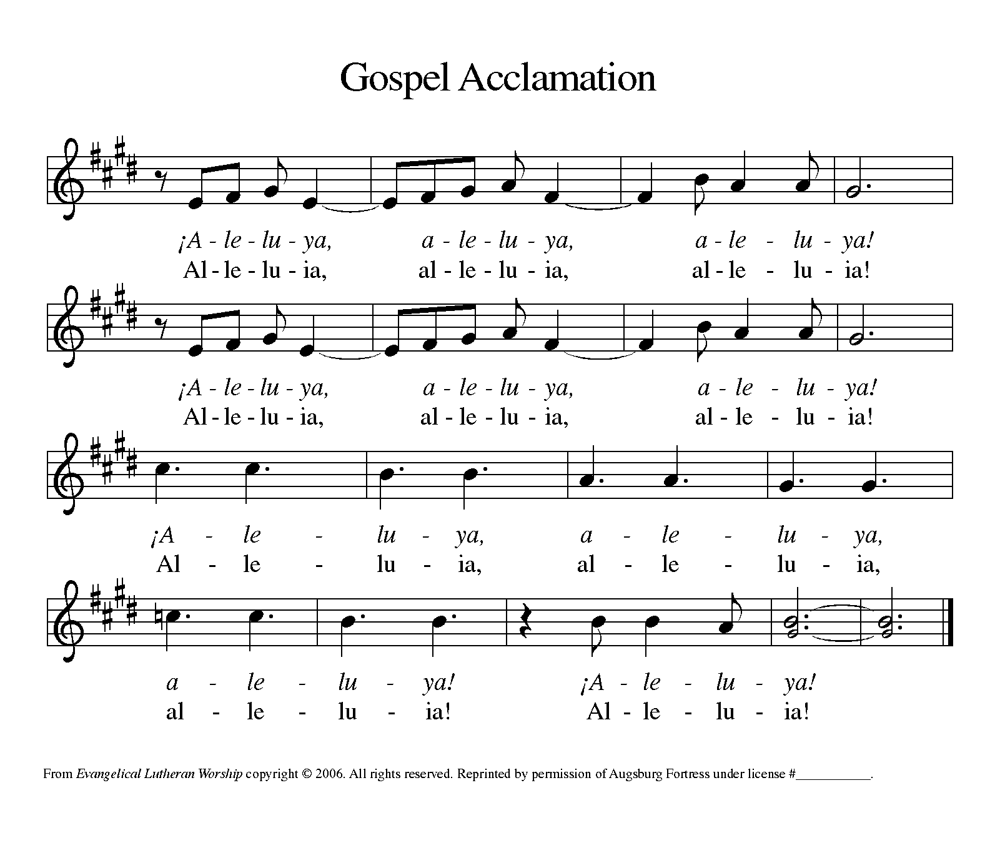 Gospel Acclamation
¡A - le - lu - ya, a - le - lu - ya, a - le - lu - ya!
Al - le - lu - ia, al - le - lu - ia, al - le - lu - ia!
¡A - le - lu - ya, a - le - lu - ya, a - le - lu - ya!
Al - le - lu - ia, al - le - lu - ia, al - le - lu - ia!
¡A - le - lu - ya, a - le - lu - ya,
Al - le - lu - ia, al - le - lu - ia,
a - le - lu - ya! ¡A - le - lu - ya!
al - le - lu - ia! Al - le - lu - ia!
From Evangelical Lutheran Worship copyright © 2006. All rights reserved. Reprinted by permission of Augsburg Fortress under license #___________.